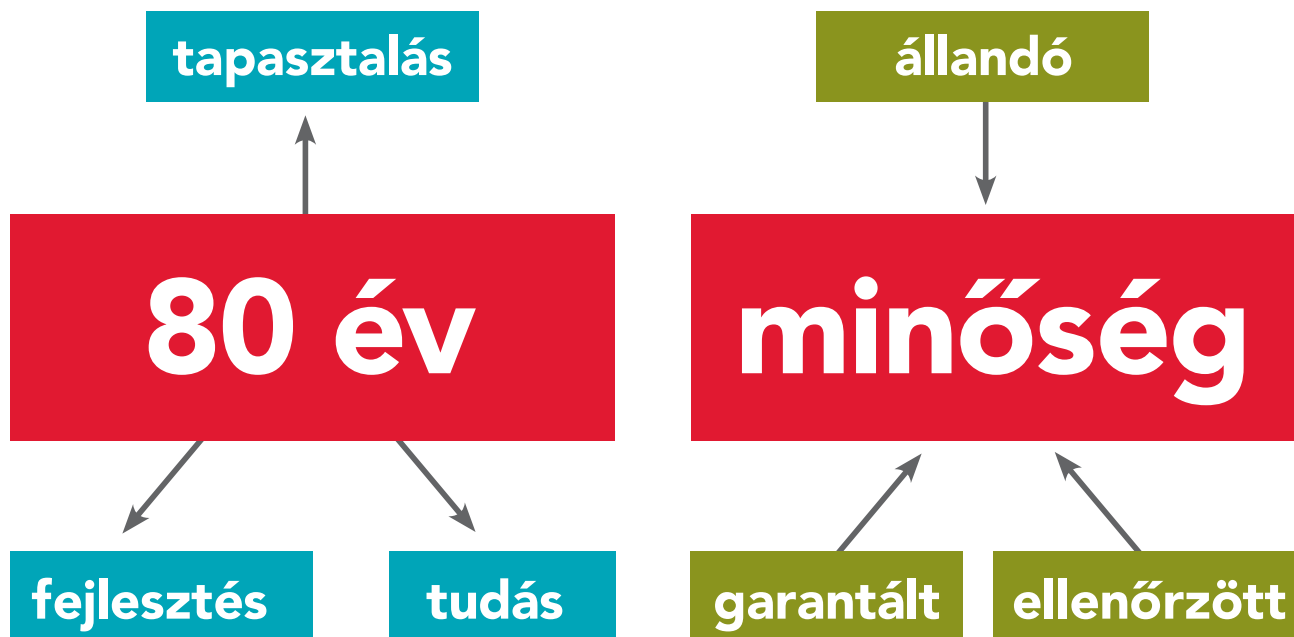 tapasztalás
80 év
fejlesztés
tudás
állandó
minőség
garantált
ellenőrzött